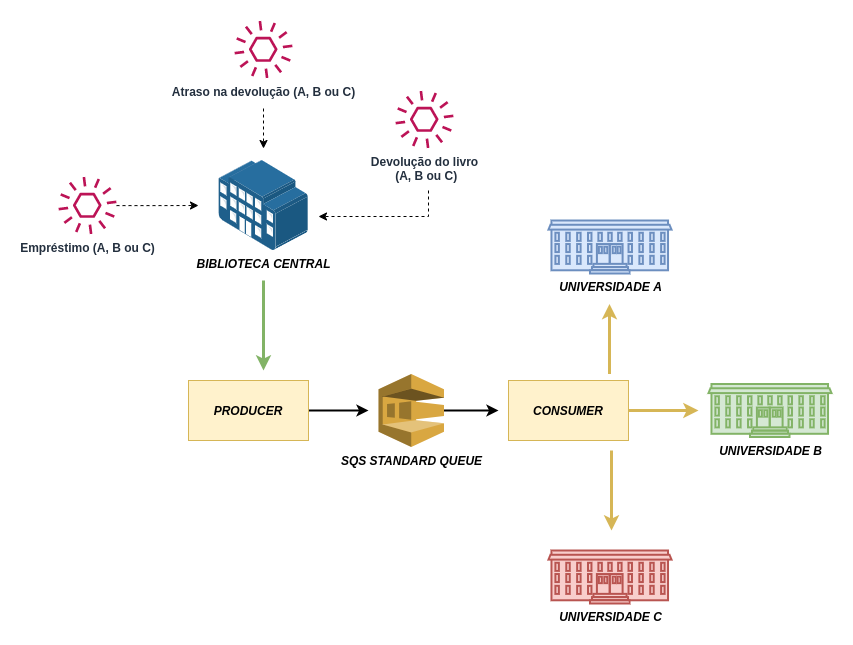 Atraso na devolução (A, B ou C)
Devolução do livro
(A, B ou C)
Empréstimo (A, B ou C)
BIBLIOTECA CENTRAL
UNIVERSIDADE A
PRODUCER
CONSUMER
UNIVERSIDADE B
SQS STANDARD QUEUE
UNIVERSIDADE C